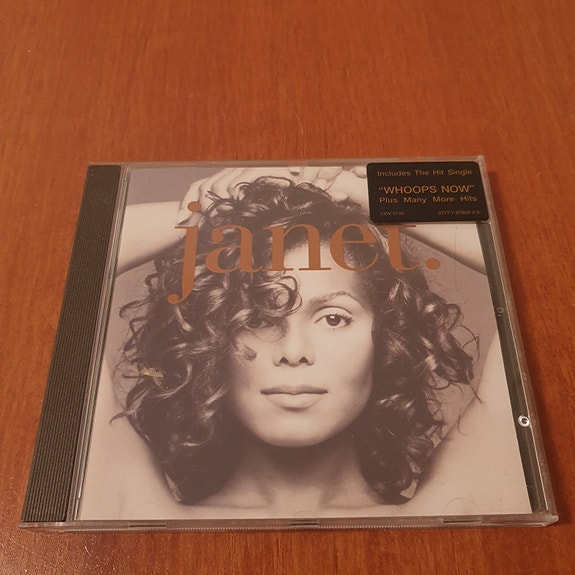 Includes The Hit Single
"WHOOPS NOW"
Plus Many More Hits
janet.